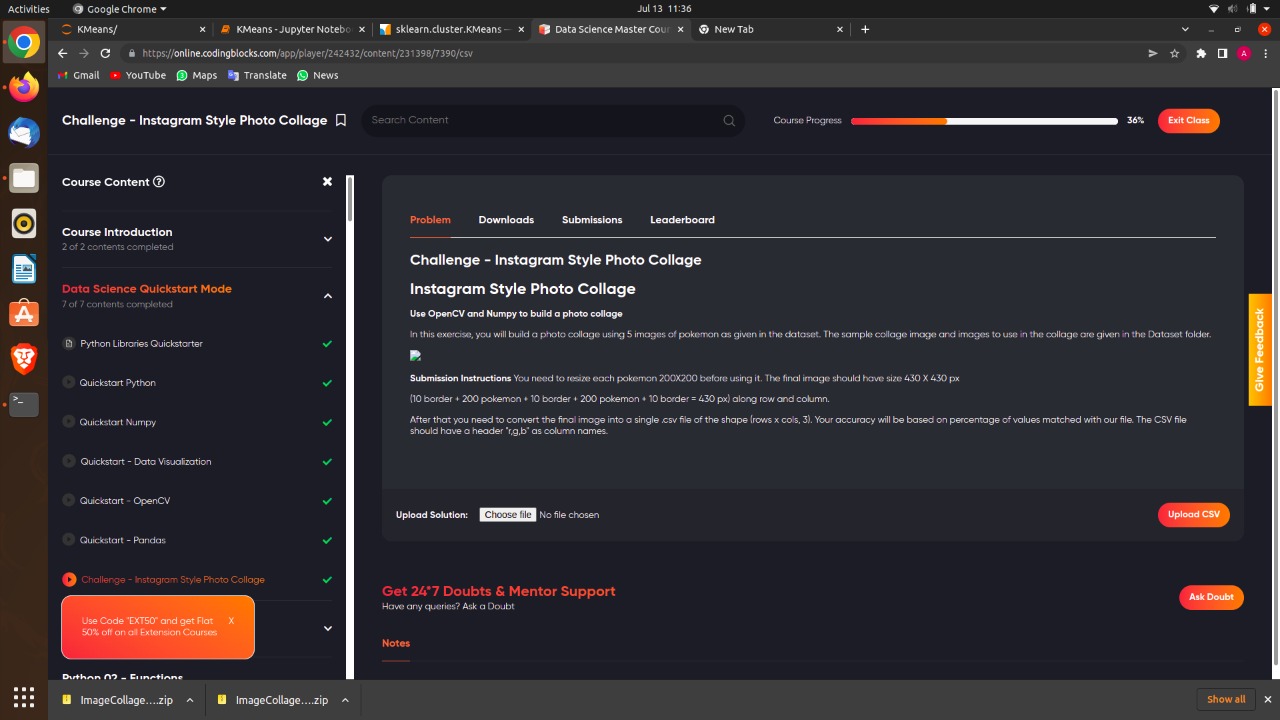 Activities
Google Chrome
Jul 13 11:36
KMeans/
KMeans - Jupyter Notebo
sklearn.cluster.KMeans —
Data Science Master Cour
New Tab
https://online.codingblocks.com/app/player/242432/content/231398/7390/csv
A
Gmail
YouTube
Maps
Translate
News
Challenge - Instagram Style Photo Collage
Search Content
Course Progress
36%
Exit Class
Course Content
Course Introduction
2 of 2 contents completed
Data Science Quickstart Mode
7 of 7 contents completed
Python Libraries Quickstarter
Quickstart Python
Quickstart Numpy
Quickstart - Data Visualization
Quickstart - OpenCV
Quickstart - Pandas
Challenge - Instagram Style Photo Collage
Use Code "EXT50" and get Flat X
50% off on all Extension Courses
Python 02 - Functions
Problem Downloads Submissions Leaderboard
Challenge - Instagram Style Photo Collage
Instagram Style Photo Collage
Use OpenCV and Numpy to build a photo collage
In this exercise, you will build a photo collage using 5 images of pokemon as given in the dataset. The sample collage image and images to use in the collage are given in the Dataset folder.
Submission Instructions You need to resize each pokemon 200X200 before using it. The final image should have size 430 X 430 px
(10 border + 200 pokemon + 10 border + 200 pokemon + 10 border = 430 px) along row and column.
After that you need to convert the final image into a single .csv file of the shape (rows x cols, 3). Your accuracy will be based on percentage of values matched with our file. The CSV file
should have a header "r,g,b" as column names.
Upload Solution: Choose file No file chosen
Upload CSV
Give Feedback
Get 24*7 Doubts & Mentor Support
Have any queries? Ask a Doubt
Ask Doubt
Notes
ImageCollage....zip
ImageCollage....zip
Show all